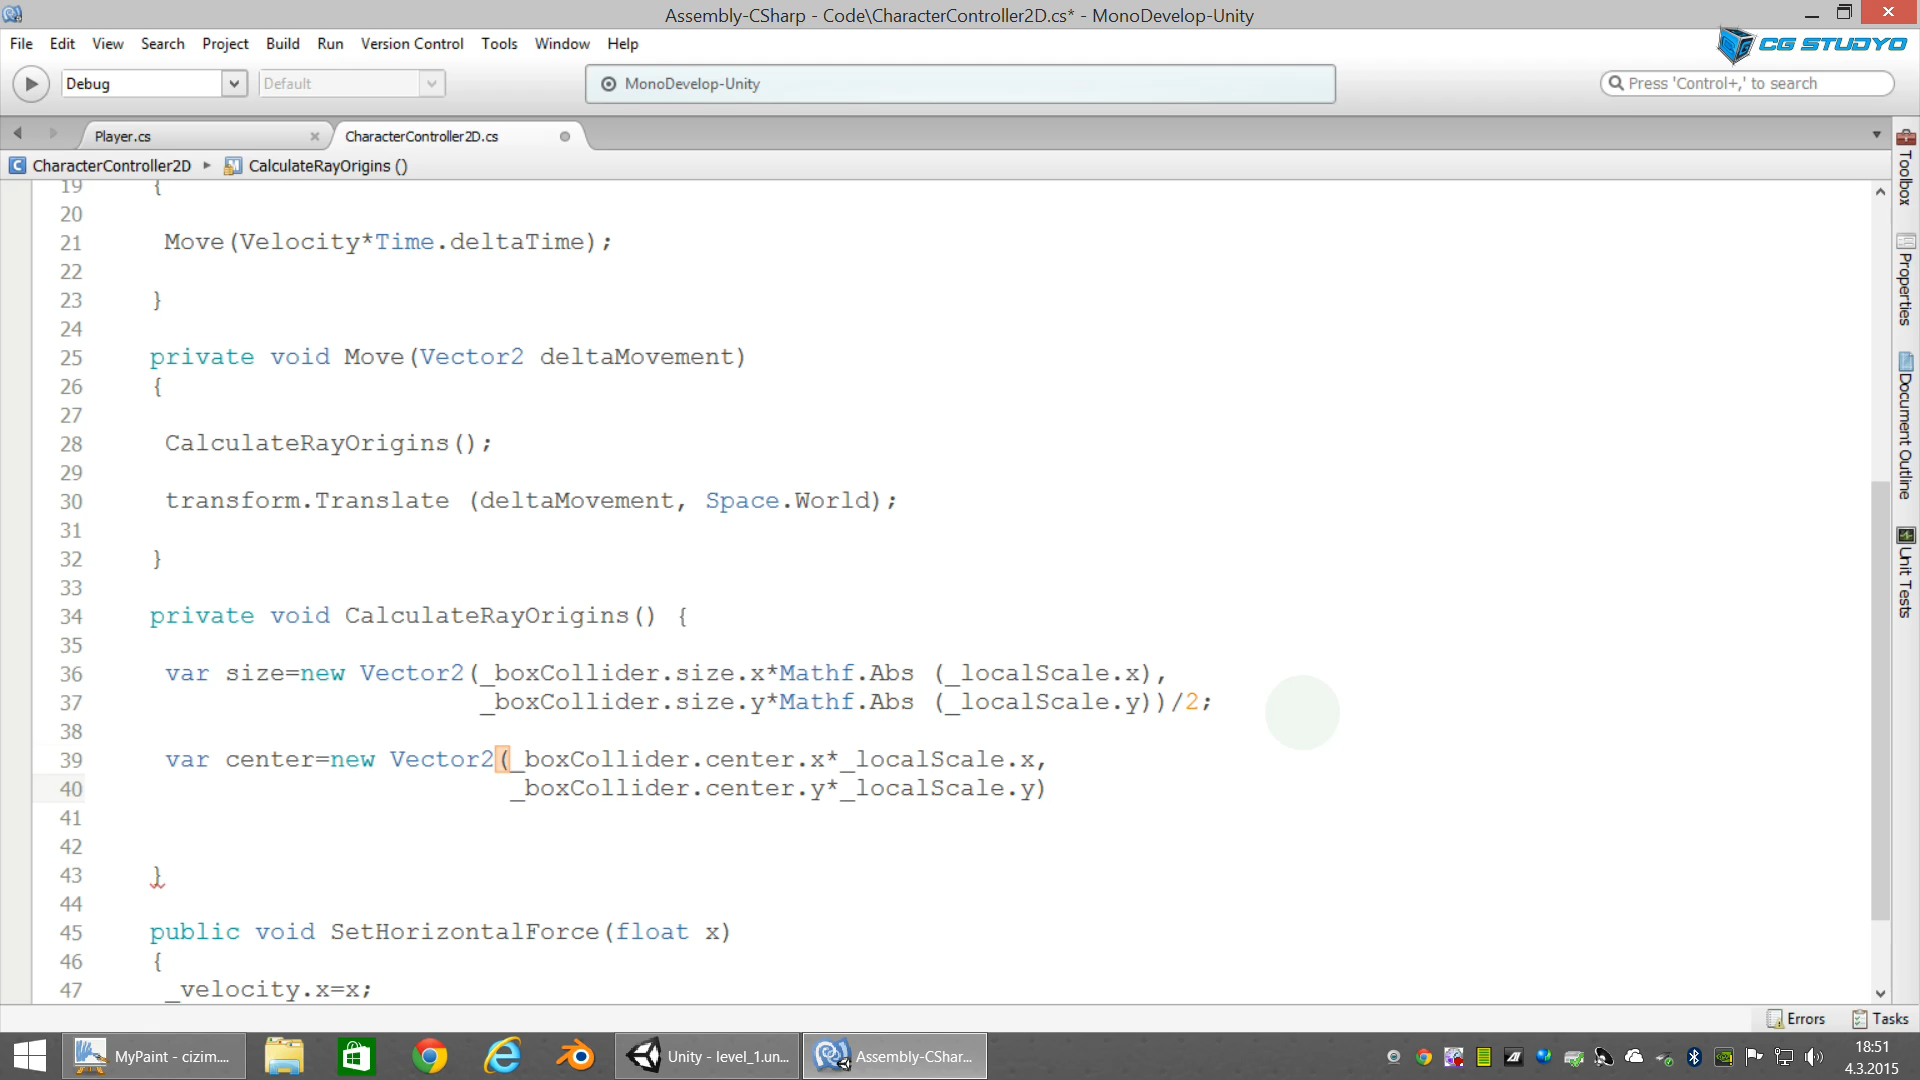 Assembly-CSharp - Code\CharacterController2D.cs* - MonoDevelop-Unity
File Edit View Search Project Build Run Version Control Tools Window Help
CG STUDYO
Debug Default MonoDevelop-Unity Press 'Control+,' to search
Player.cs CharacterController2D.cs
CharacterController2D CalculateRayOrigins ()
Toolbox
Properties
Document Outline
Unit Tests
19 {
20
21 Move(Velocity*Time.deltaTime);
22
23 }
24
25 private void Move(Vector2 deltaMovement)
26 {
27
28 CalculateRayOrigins();
29
30 transform.Translate (deltaMovement, Space.World);
31
32 }
33
34 private void CalculateRayOrigins() {
35
36 var size=new Vector2(_boxCollider.size.x*Mathf.Abs (_localScale.x),
37 _boxCollider.size.y*Mathf.Abs (_localScale.y))/2;
38
39 var center=new Vector2(_boxCollider.center.x*_localScale.x,
40 _boxCollider.center.y*_localScale.y)
41
42
43 }
44
45 public void SetHorizontalForce(float x)
46 {
47 _velocity.x=x;
Errors Tasks
MyPaint - cizim.... Unity - level_1.un... Assembly-CShar...
18:51
4.3.2015